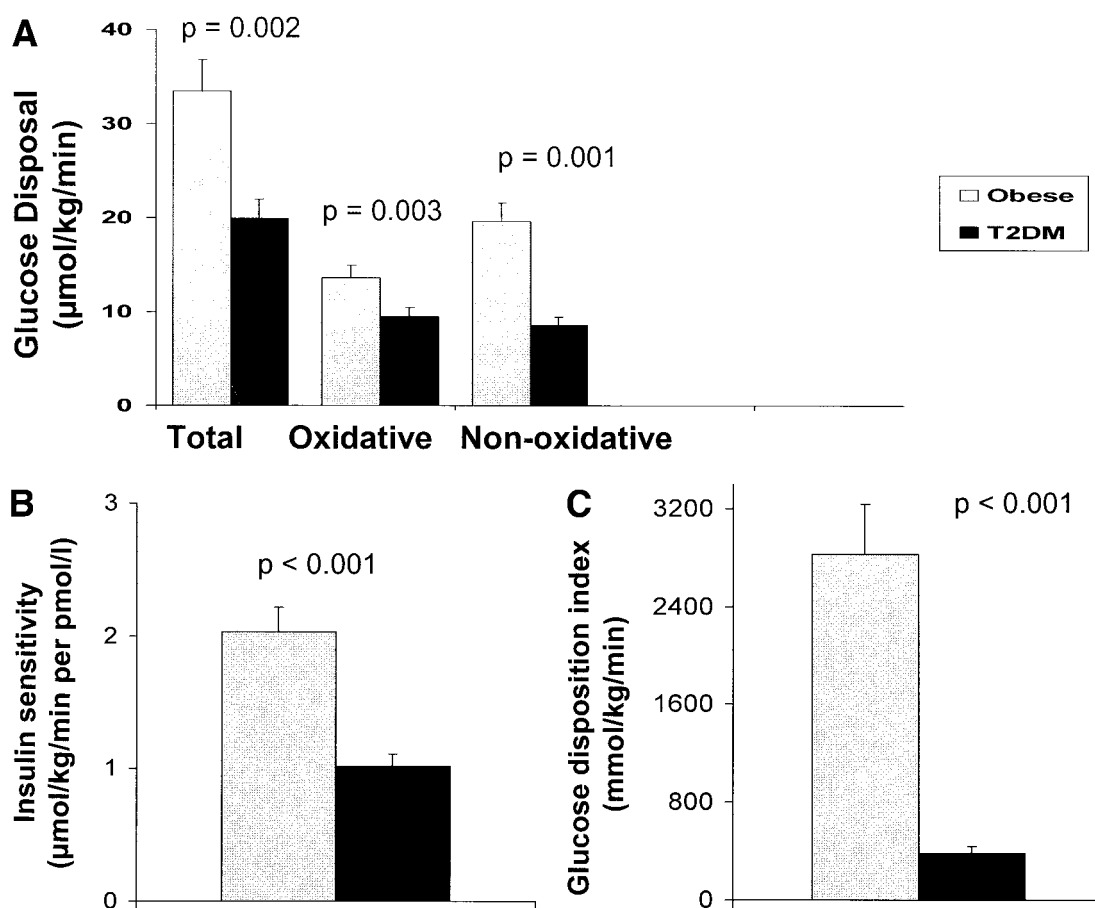 A
p = 0.002
40
30
20
10
0
Glucose Disposal
(µmol/kg/min)
p = 0.003
p = 0.001
Obese
T2DM
Total Oxidative Non-oxidative
B
3
2
1
0
Insulin sensitivity
(µmol/kg/min per pmol/l)
p < 0.001
C
3200
2400
1600
800
0
Glucose disposition index
(mmol/kg/min)
p < 0.001